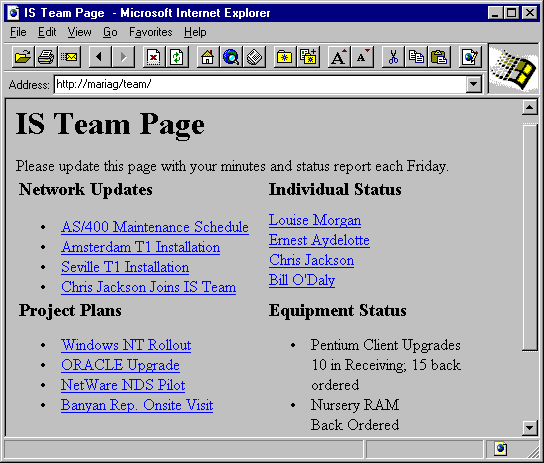 IS Team Page - Microsoft Internet Explorer
File Edit View Go Favorites Help
Address: http://mariag/team/
IS Team Page
Please update this page with your minutes and status report each Friday.
Network Updates
• AS/400 Maintenance Schedule
• Amsterdam T1 Installation
• Seville T1 Installation
• Chris Jackson Joins IS Team
Individual Status
Louise Morgan
Ernest Aydelotte
Chris Jackson
Bill O'Daly
Project Plans
• Windows NT Rollout
• ORACLE Upgrade
• NetWare NDS Pilot
• Banyan Rep. Onsite Visit
Equipment Status
• Pentium Client Upgrades
10 in Receiving; 15 back
ordered
• Nursery RAM
Back Ordered